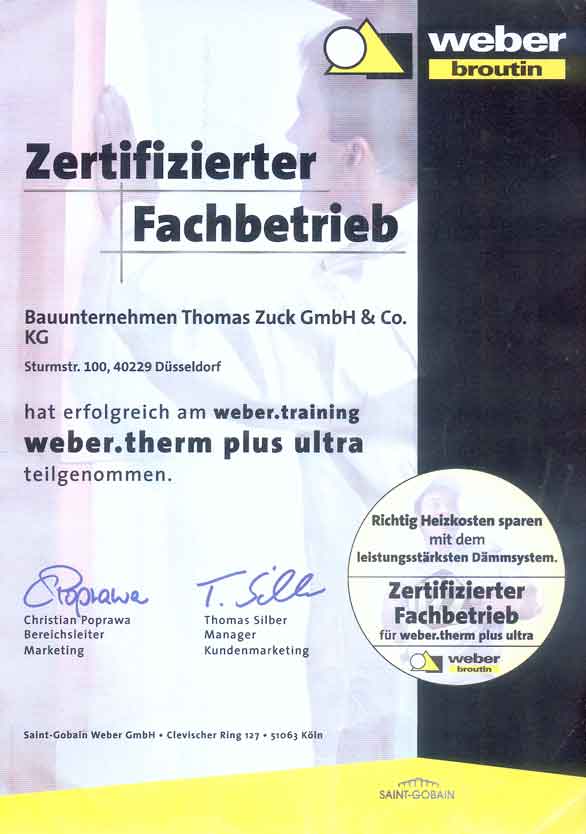 weber
broutin
Zertifizierter
Fachbetrieb
Bauunternehmen Thomas Zuck GmbH & Co.
KG
Sturmstr. 100, 40229 Düsseldorf
hat erfolgreich am weber.training
weber.therm plus ultra
teilgenommen.
Richtig Heizkosten sparen
mit dem
leistungsstärksten Dämmsystem.
Zertifizierter
Fachbetrieb
für weber.therm plus ultra
weber
broutin
CPoprawa
T. Silber
Christian Poprawa
Bereichsleiter
Marketing
Thomas Silber
Manager
Kundenmarketing
Saint-Gobain Weber GmbH • Clevischer Ring 127 • 51063 Köln
SAINT-GOBAIN